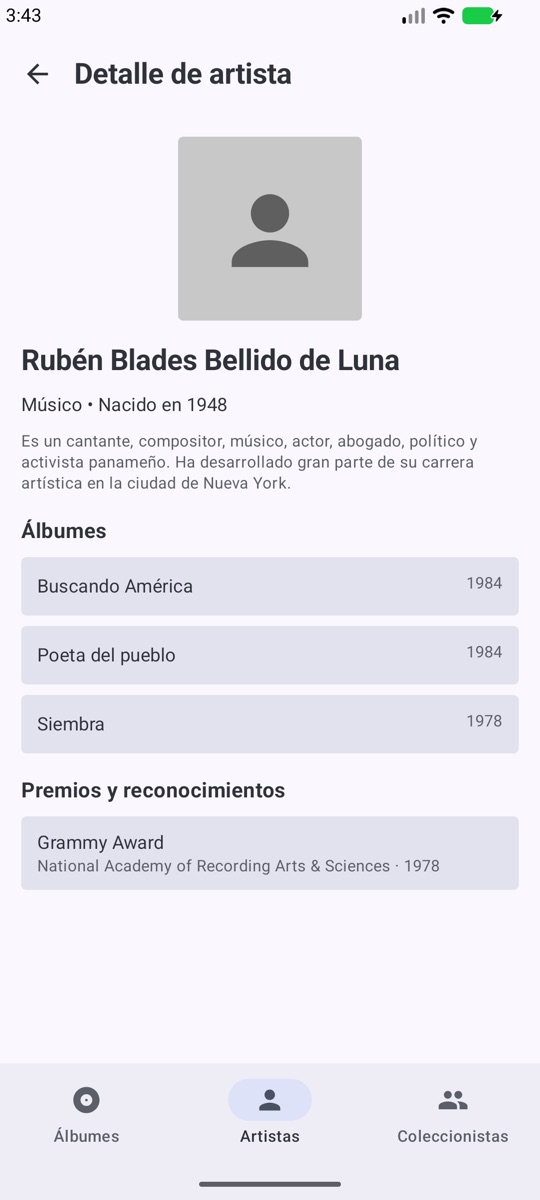 3:43
Detalle de artista
Rubén Blades Bellido de Luna
Músico • Nacido en 1948
Es un cantante, compositor, músico, actor, abogado, político y
activista panameño. Ha desarrollado gran parte de su carrera
artística en la ciudad de Nueva York.
Álbumes
Buscando América 1984
Poeta del pueblo 1984
Siembra 1978
Premios y reconocimientos
Grammy Award
National Academy of Recording Arts & Sciences · 1978
Álbumes Artistas Coleccionistas